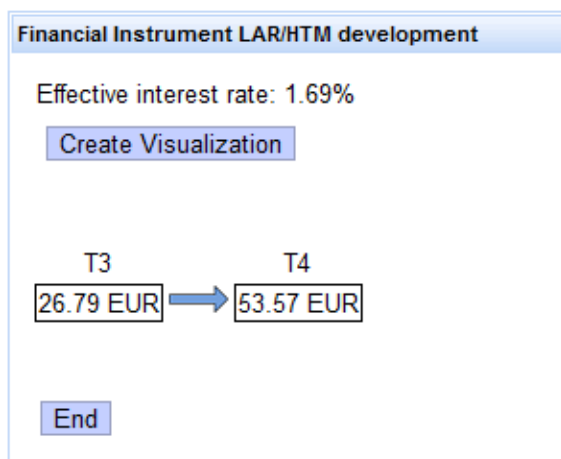 Financial Instrument LAR/HTM development
Effective interest rate: 1.69%
Create Visualization
T3 T4
26.79 EUR 53.57 EUR
End